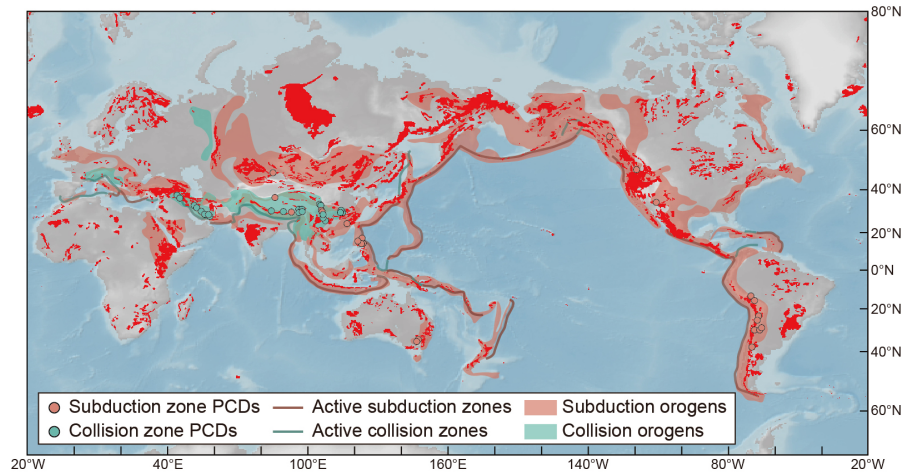 80°N
60°N
40°N
20°N
0°N
20°N
40°N
60°N
Subduction zone PCDs
Active subduction zones
Subduction orogens
Collision zone PCDs
Active collision zones
Collision orogens
20°W 40°E 100°E 160°E 140°W 80°W 20°W